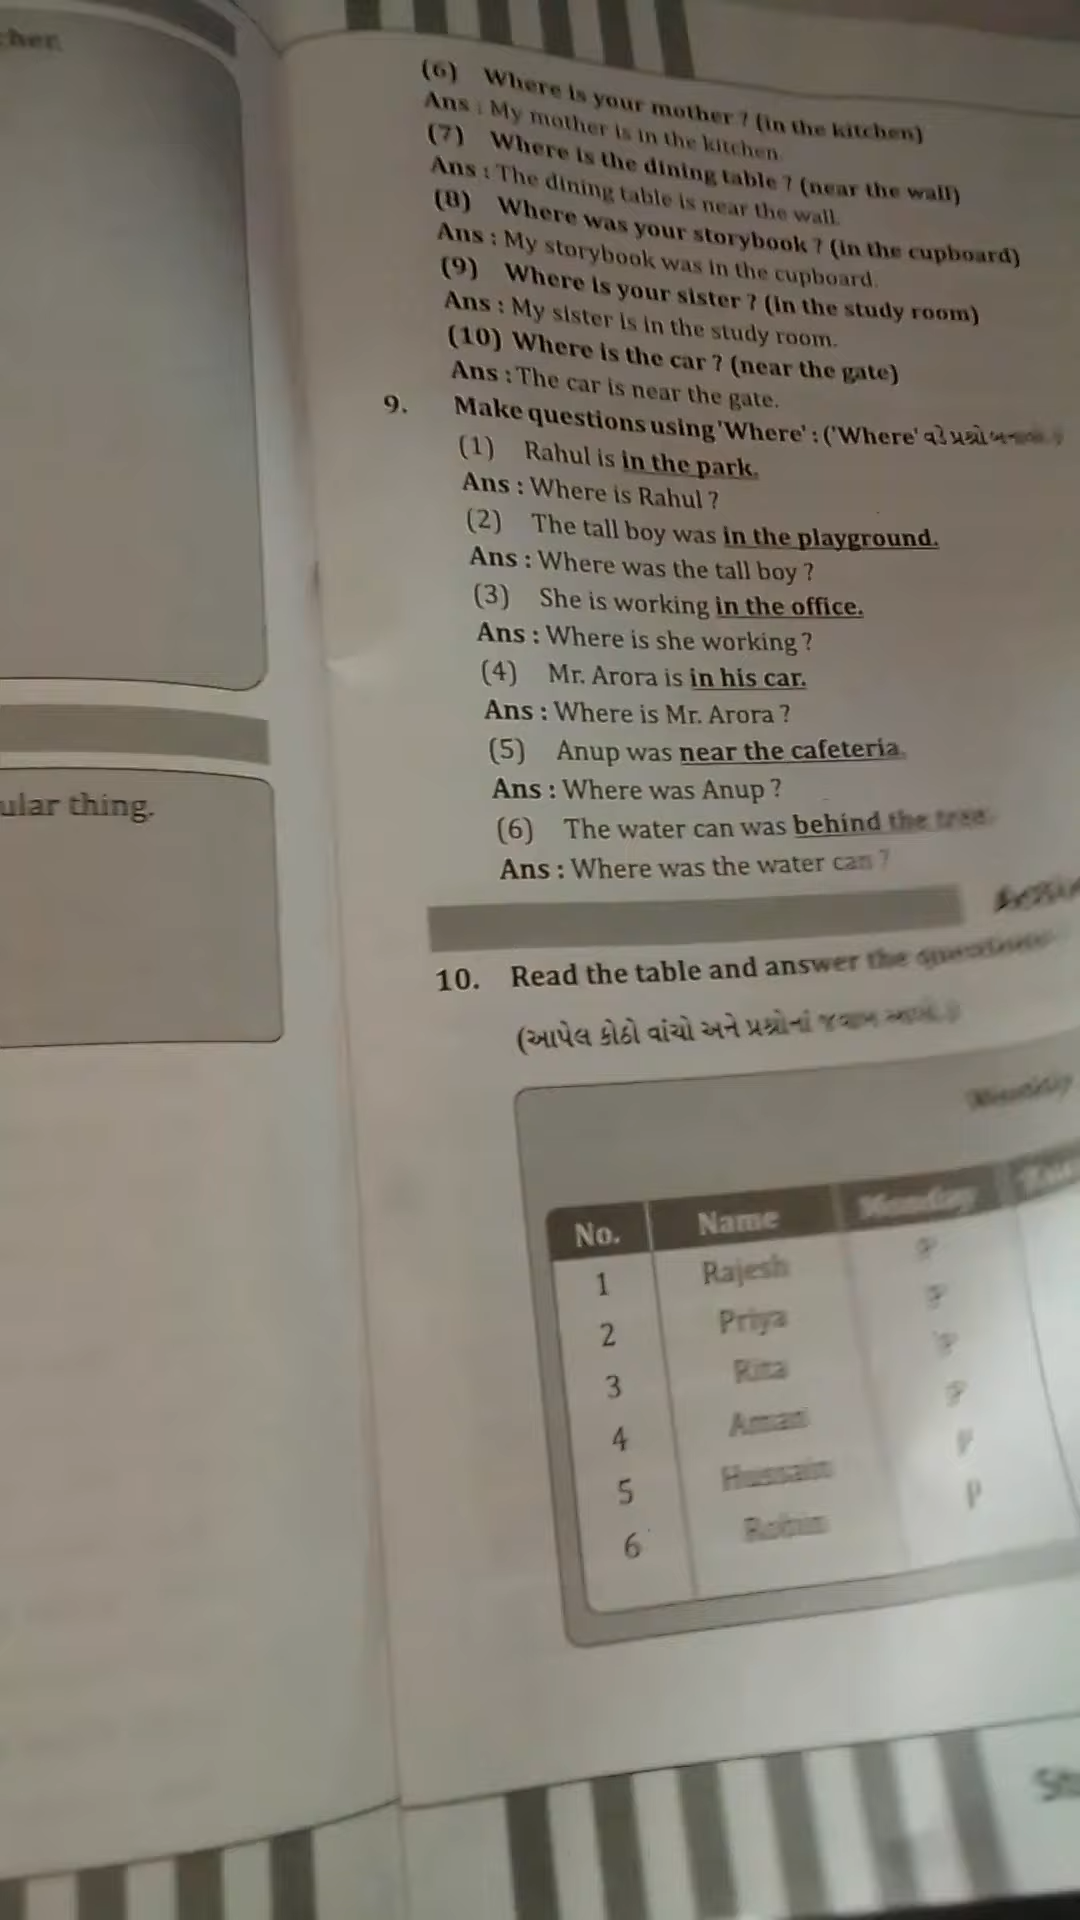 cher.
ular thing.
(6) Where is your mother ? (in the kitchen)
Ans : My mother is in the kitchen.
(7) Where is the dining table ? (near the wall)
Ans : The dining table is near the wall.
(8) Where was your storybook ? (in the cupboard)
Ans : My storybook was in the cupboard.
(9) Where is your sister ? (in the study room)
Ans : My sister is in the study room.
(10) Where is the car ? (near the gate)
Ans : The car is near the gate.
9. Make questions using 'Where' : ('Where'
(1) Rahul is in the park.
Ans : Where is Rahul ?
(2) The tall boy was in the playground.
Ans : Where was the tall boy ?
(3) She is working in the office.
Ans : Where is she working ?
(4) Mr. Arora is in his car.
Ans : Where is Mr. Arora ?
(5) Anup was near the cafeteria.
Ans : Where was Anup ?
(6) The water can was behind the tree.
Ans : Where was the water can ?
10. Read the table and answer the questions
(આપેલ કોઠો વાંચો અને પ્રશ્નોનાં જવાબ
No. Name Monday
1 Rajesh P
2 Priya P
3 Rita P
4 Aman P
5 Hussain P
6 Robin P